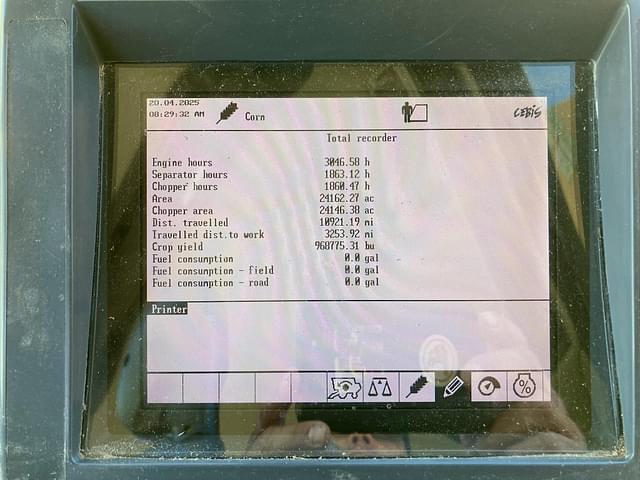 20.04.2025
08:29:32 AM Corn CEBIS
Total recorder
Engine hours 3046.58 h
Separator hours 1863.12 h
Chopper hours 1860.47 h
Area 24162.27 ac
Chopper area 24146.38 ac
Dist. travelled 10921.19 mi
Travelled dist.to work 3253.92 mi
Crop yield 968775.31 bu
Fuel consumption 0.0 gal
Fuel consumption - field 0.0 gal
Fuel consumption - road 0.0 gal
Printer
%